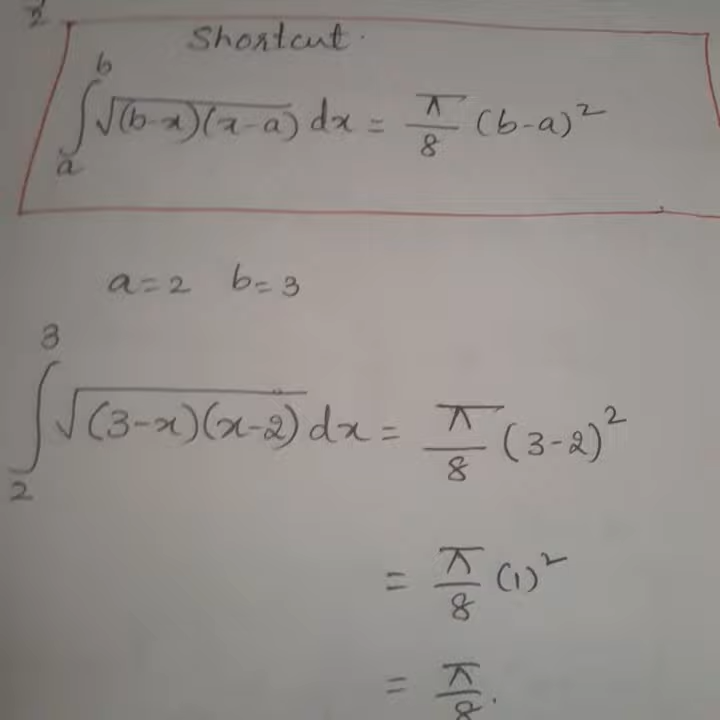 Shortcut.
∫_a^b √(b-x)(x-a) dx = π/8 (b-a)²
a=2 b=3
∫_2^3 √(3-x)(x-2) dx = π/8 (3-2)²
= π/8 (1)²
= π/8.